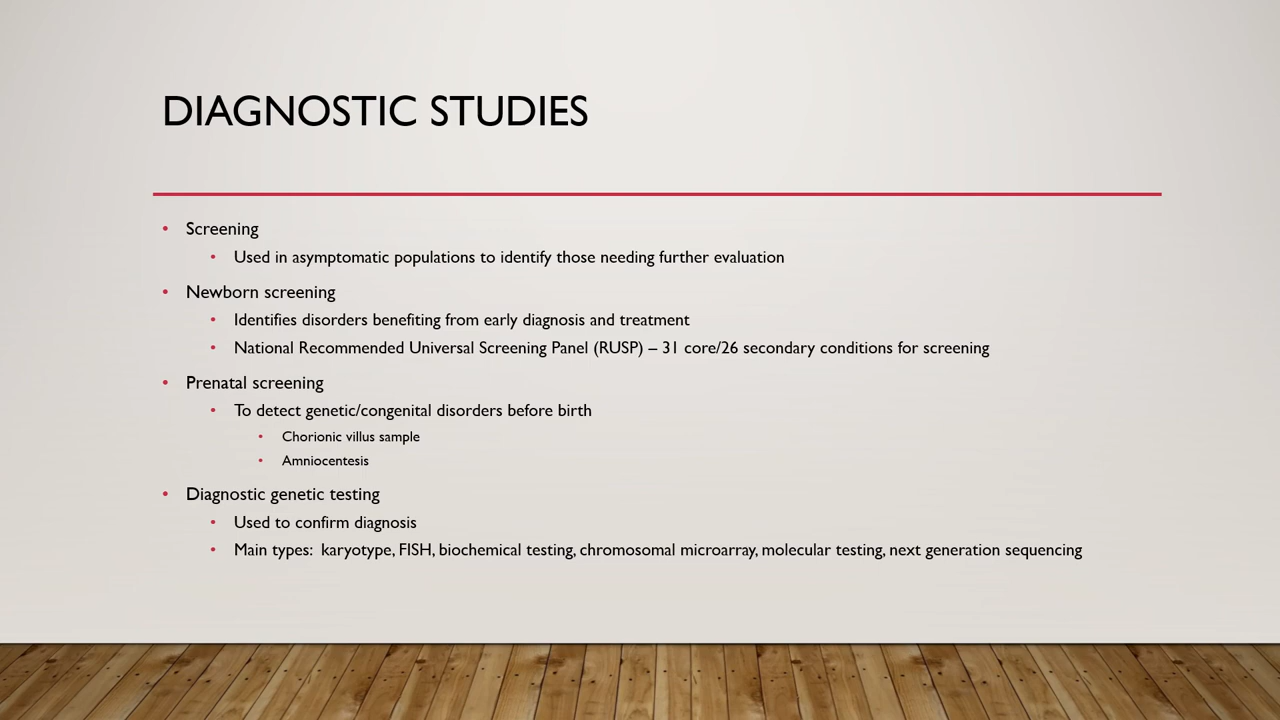 DIAGNOSTIC STUDIES
• Screening
• Used in asymptomatic populations to identify those needing further evaluation
• Newborn screening
• Identifies disorders benefiting from early diagnosis and treatment
• National Recommended Universal Screening Panel (RUSP) – 31 core/26 secondary conditions for screening
• Prenatal screening
• To detect genetic/congenital disorders before birth
• Chorionic villus sample
• Amniocentesis
• Diagnostic genetic testing
• Used to confirm diagnosis
• Main types:  karyotype, FISH, biochemical testing, chromosomal microarray, molecular testing, next generation sequencing